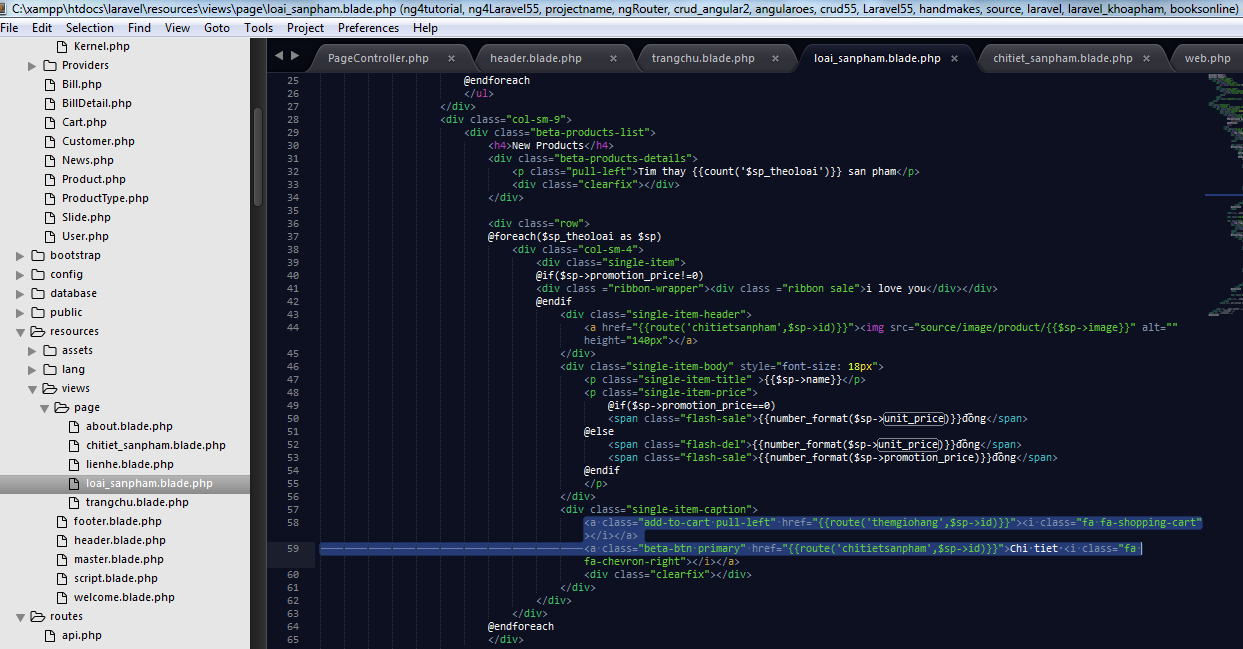 C:\xampp\htdocs\laravel\resources\views\page\loai_sanpham.blade.php (ng4tutorial, ng4Laravel55, projectname, ngRouter, crud_angular2, angularoes, crud55, Laravel55, handmakes, source, laravel, laravel_khoapham, booksonline)
File Edit Selection Find View Goto Tools Project Preferences Help
Kernel.php
Providers
Bill.php
BillDetail.php
Cart.php
Customer.php
News.php
Product.php
ProductType.php
Slide.php
User.php
bootstrap
config
database
public
resources
assets
lang
views
page
about.blade.php
chitiet_sanpham.blade.php
lienhe.blade.php
loai_sanpham.blade.php
trangchu.blade.php
footer.blade.php
header.blade.php
master.blade.php
script.blade.php
welcome.blade.php
routes
api.php
PageController.php × header.blade.php × trangchu.blade.php × loai_sanpham.blade.php × chitiet_sanpham.blade.php × web.php
25 @endforeach
26 </ul>
27 </div>
28 <div class="col-sm-9">
29 <div class="beta-products-list">
30 <h4>New Products</h4>
31 <div class="beta-products-details">
32 <p class="pull-left">Tim thay {{count('$sp_theoloai')}} san pham</p>
33 <div class="clearfix"></div>
34 </div>
35
36 <div class="row">
37 @foreach($sp_theoloai as $sp)
38 <div class="col-sm-4">
39 <div class="single-item">
40 @if($sp->promotion_price!=0)
41 <div class ="ribbon-wrapper"><div class ="ribbon sale">i love you</div></div>
42 @endif
43 <div class="single-item-header">
44 <a href="{{route('chitietsanpham',$sp->id)}}"><img src="source/image/product/{{$sp->image}}" alt=""
height="140px"></a>
45 </div>
46 <div class="single-item-body" style="font-size: 18px">
47 <p class="single-item-title" >{{$sp->name}}</p>
48 <p class="single-item-price">
49 @if($sp->promotion_price==0)
50 <span class="flash-sale">{{number_format($sp->unit_price)}}đồng</span>
51 @else
52 <span class="flash-del">{{number_format($sp->unit_price)}}đồng</span>
53 <span class="flash-sale">{{number_format($sp->promotion_price)}}đồng</span>
54 @endif
55 </p>
56 </div>
57 <div class="single-item-caption">
58 <a class="add-to-cart pull-left" href="{{route('themgiohang',$sp->id)}}"><i class="fa fa-shopping-cart"
></i></a>
59 <a class="beta-btn primary" href="{{route('chitietsanpham',$sp->id)}}">Chi tiet <i class="fa
fa-chevron-right"></i></a>
60 <div class="clearfix"></div>
61 </div>
62 </div>
63 </div>
64 @endforeach
65 </div>